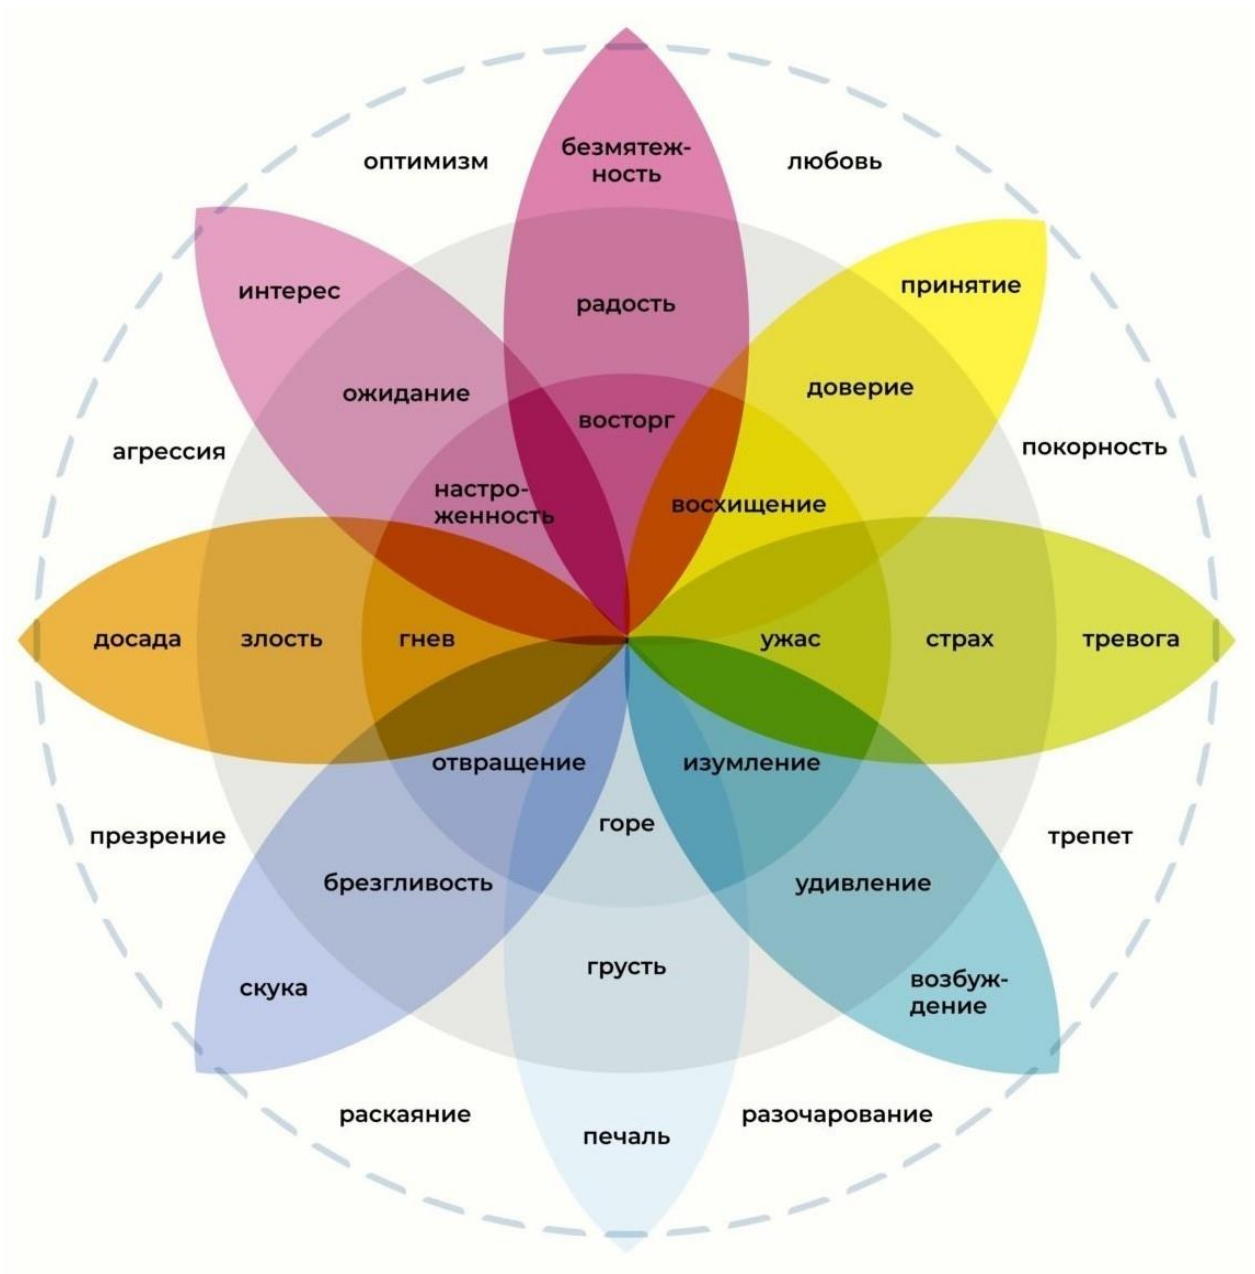 безмятеж-
ность
оптимизм
любовь
интерес
принятие
радость
ожидание
доверие
восторг
агрессия
покорность
настро-
женность
восхищение
досада
злость
гнев
ужас
страх
тревога
отвращение
изумление
горе
презрение
трепет
брезгливость
удивление
грусть
скука
возбуж-
дение
раскаяние
разочарование
печаль